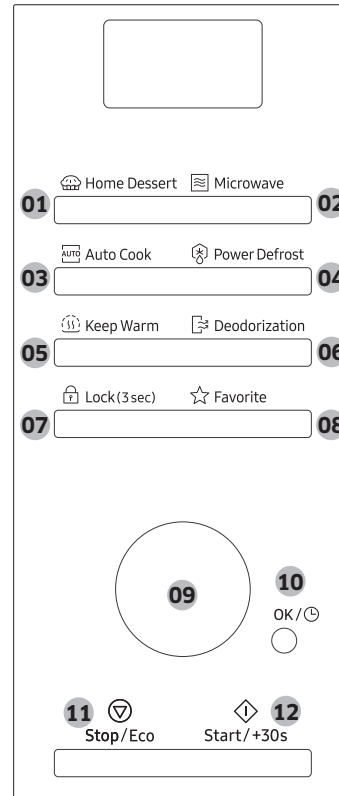 Home Dessert Microwave
01 02
AUTO Auto Cook Power Defrost
03 04
Keep Warm Deodorization
05 06
Lock(3 sec) Favorite
07 08
09
10
OK/
11 12
Stop/Eco Start/+30s